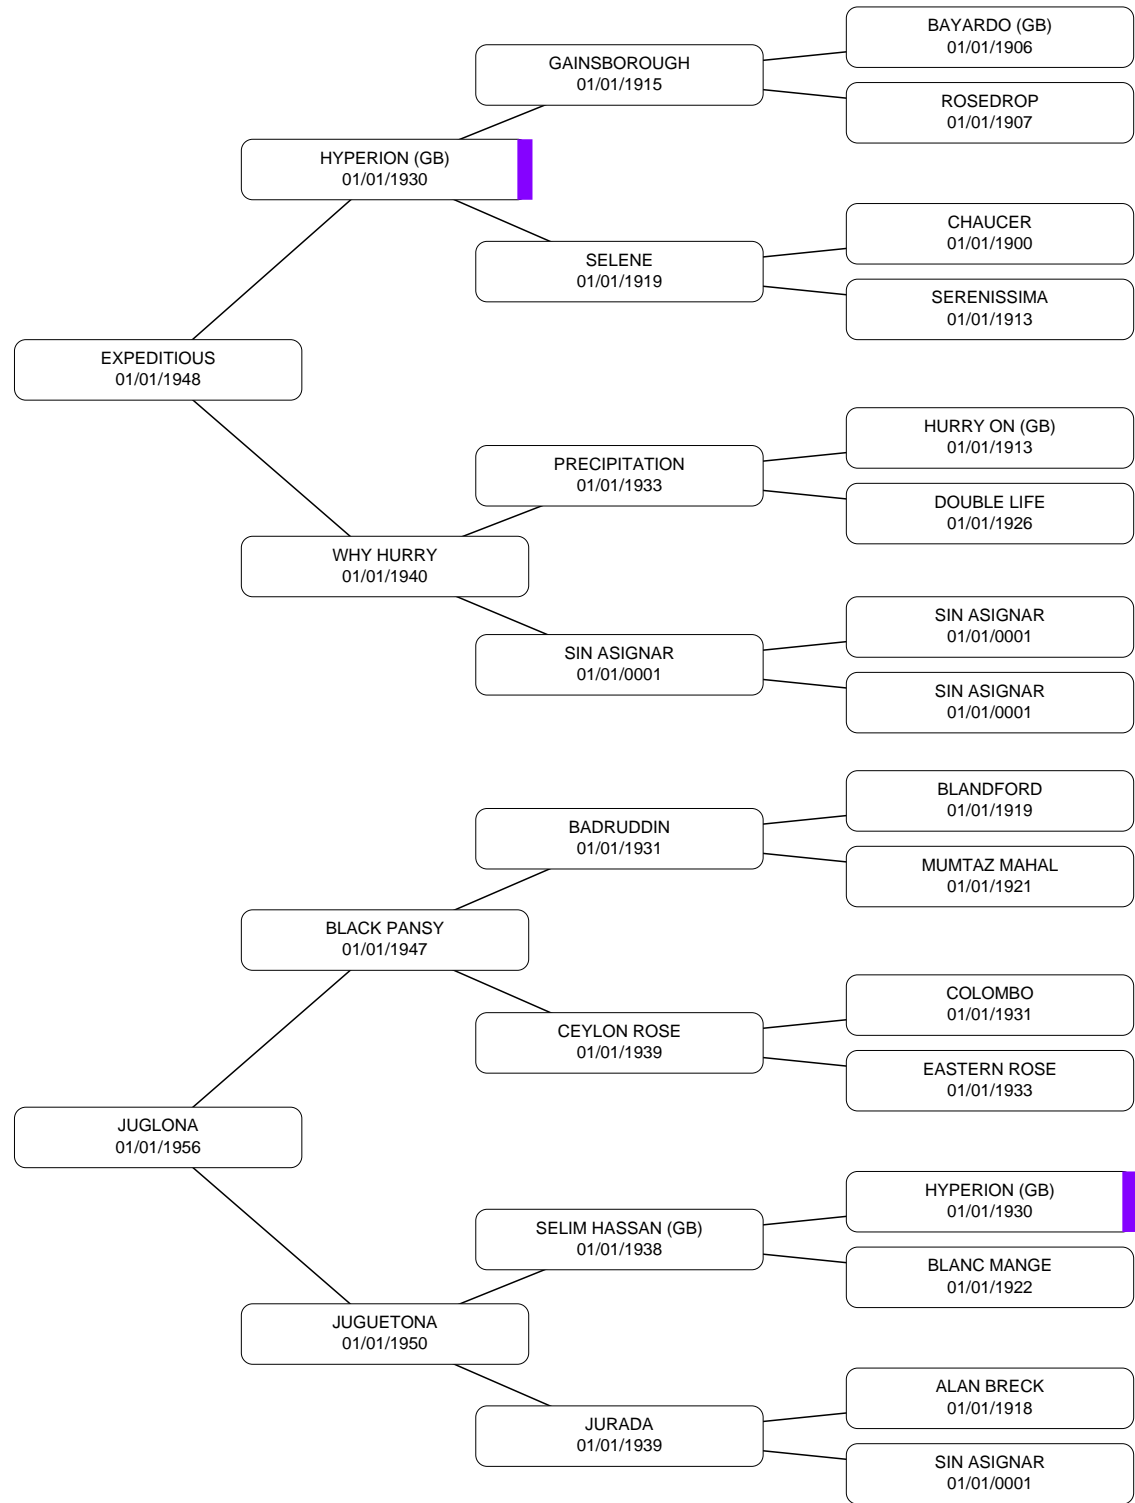 BAYARDO (GB)
01/01/1906
GAINSBOROUGH
01/01/1915
ROSEDROP
01/01/1907
HYPERION (GB)
01/01/1930
CHAUCER
01/01/1900
SELENE
01/01/1919
SERENISSIMA
01/01/1913
EXPEDITIOUS
01/01/1948
HURRY ON (GB)
01/01/1913
PRECIPITATION
01/01/1933
DOUBLE LIFE
01/01/1926
WHY HURRY
01/01/1940
SIN ASIGNAR
01/01/0001
SIN ASIGNAR
01/01/0001
SIN ASIGNAR
01/01/0001
BLANDFORD
01/01/1919
BADRUDDIN
01/01/1931
MUMTAZ MAHAL
01/01/1921
BLACK PANSY
01/01/1947
COLOMBO
01/01/1931
CEYLON ROSE
01/01/1939
EASTERN ROSE
01/01/1933
JUGLONA
01/01/1956
HYPERION (GB)
01/01/1930
SELIM HASSAN (GB)
01/01/1938
BLANC MANGE
01/01/1922
JUGUETONA
01/01/1950
ALAN BRECK
01/01/1918
JURADA
01/01/1939
SIN ASIGNAR
01/01/0001